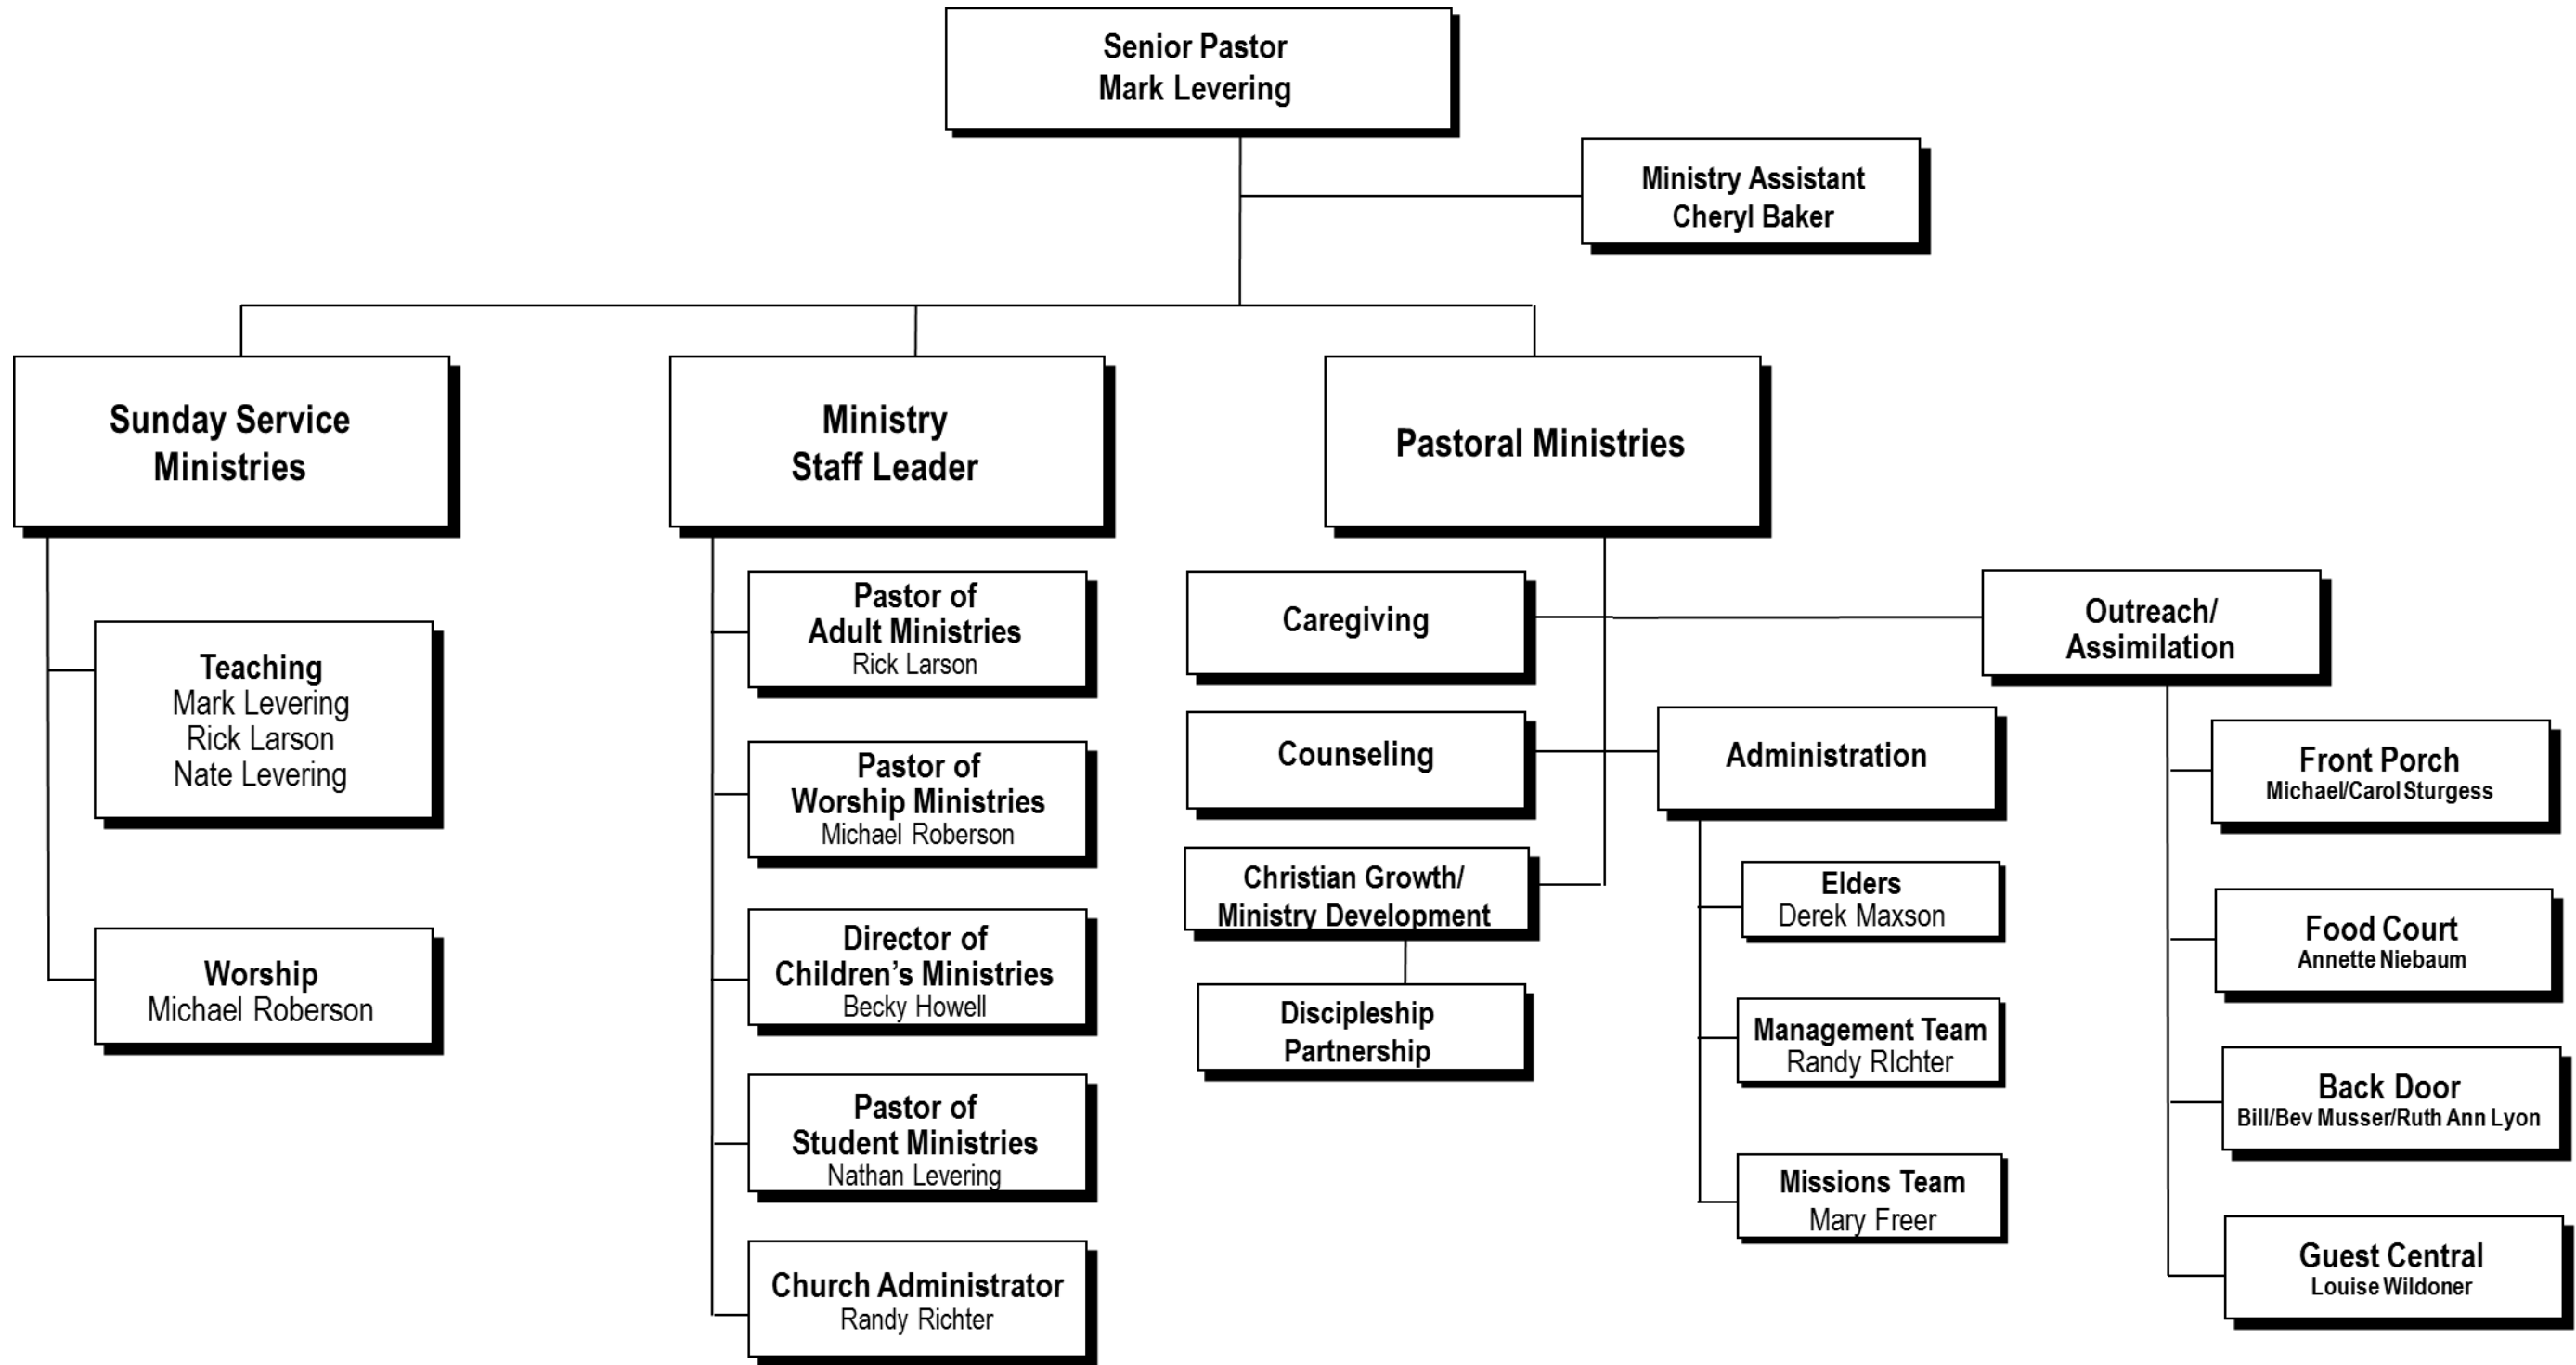 Senior Pastor
Mark Levering
Ministry Assistant
Cheryl Baker
Sunday Service
Ministries
Ministry
Staff Leader
Pastoral Ministries
Teaching
Mark Levering
Rick Larson
Nate Levering
Worship
Michael Roberson
Pastor of
Adult Ministries
Rick Larson
Pastor of
Worship Ministries
Michael Roberson
Director of
Children’s Ministries
Becky Howell
Pastor of
Student Ministries
Nathan Levering
Church Administrator
Randy Richter
Caregiving
Counseling
Christian Growth/
Ministry Development
Discipleship
Partnership
Administration
Elders
Derek Maxson
Management Team
Randy RIchter
Missions Team
Mary Freer
Outreach/
Assimilation
Front Porch
Michael/Carol Sturgess
Food Court
Annette Niebaum
Back Door
Bill/Bev Musser/Ruth Ann Lyon
Guest Central
Louise Wildoner